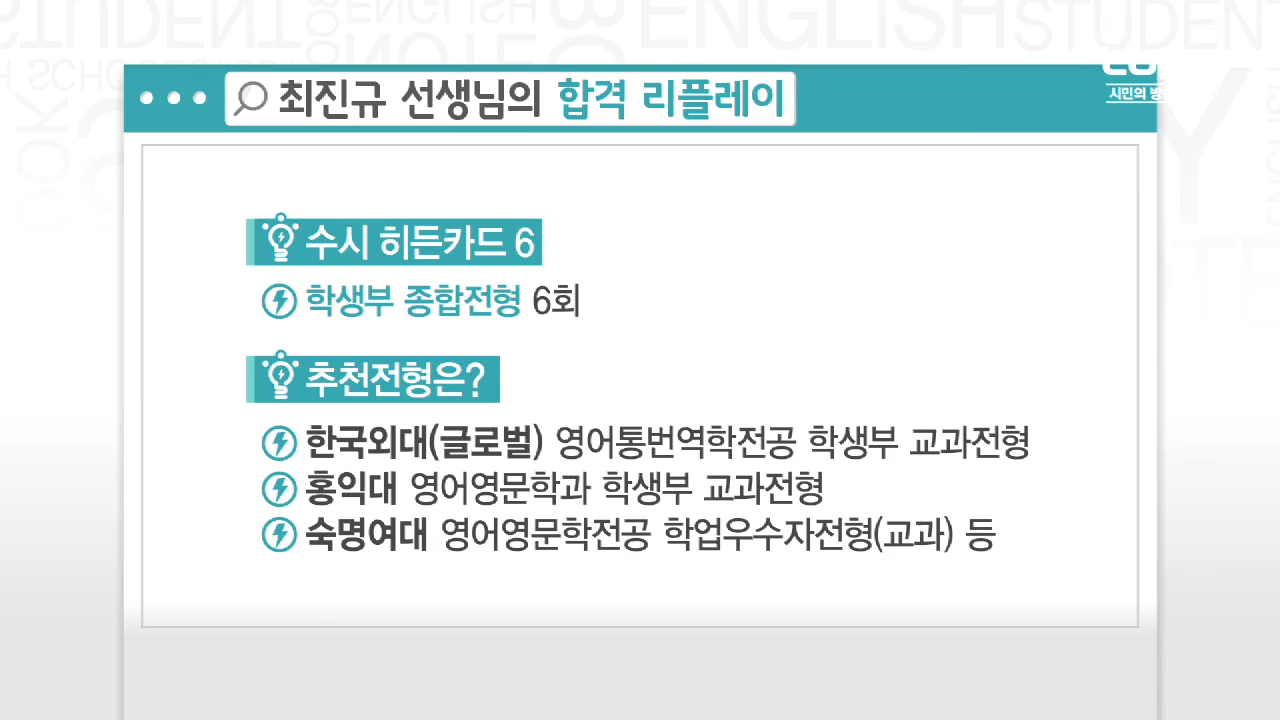 최진규 선생님의 합격 리플레이
시민의 방
수시 히든카드 6
학생부 종합전형 6회
추천전형은?
한국외대(글로벌) 영어통번역학전공 학생부 교과전형
홍익대 영어영문학과 학생부 교과전형
숙명여대 영어영문학전공 학업우수자전형(교과) 등
ENGLISH
STUDENT